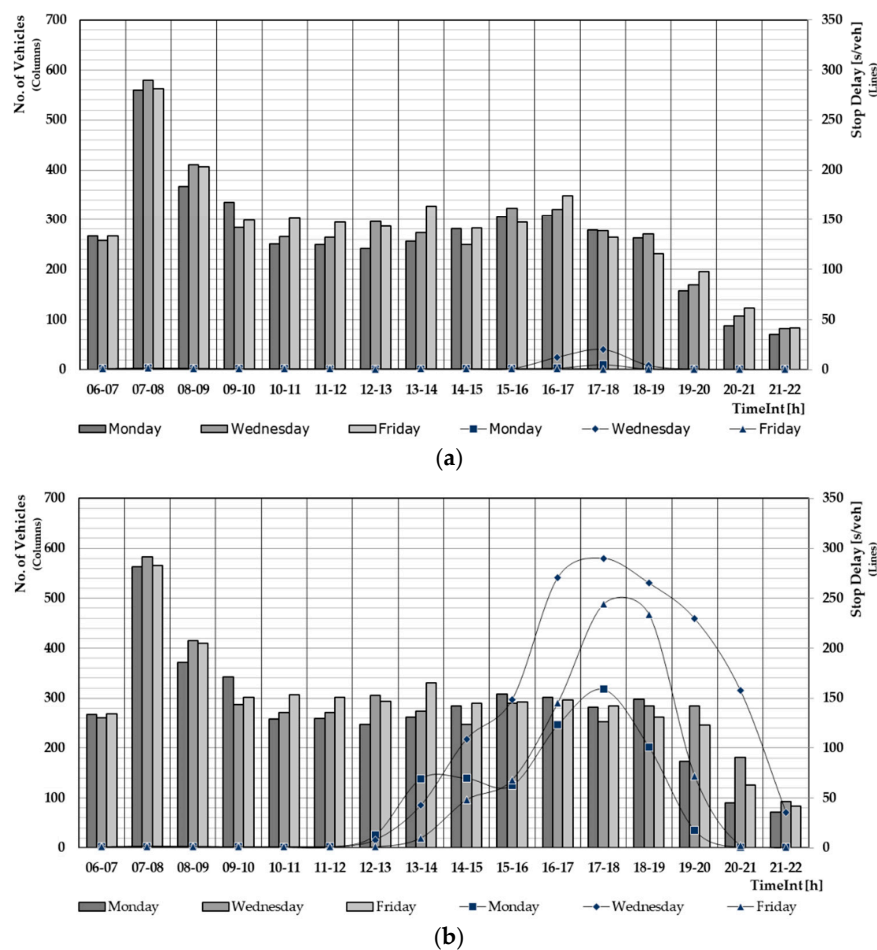 (a)
700 350
No. of Vehicles
(Columns)
Stop Delay [s/veh]
(Lines)
600 300
500 250
400 200
300 150
200 100
100 50
0 0
06-07 07-08 08-09 09-10 10-11 11-12 12-13 13-14 14-15 15-16 16-17 17-18 18-19 19-20 20-21 21-22
TimeInt [h]
Monday Wednesday Friday Monday Wednesday Friday
(a)
700 350
No. of Vehicles
(Columns)
Stop Delay [s/veh]
(Lines)
600 300
500 250
400 200
300 150
200 100
100 50
0 0
06-07 07-08 08-09 09-10 10-11 11-12 12-13 13-14 14-15 15-16 16-17 17-18 18-19 19-20 20-21 21-22
TimeInt [h]
Monday Wednesday Friday Monday Wednesday Friday
(b)